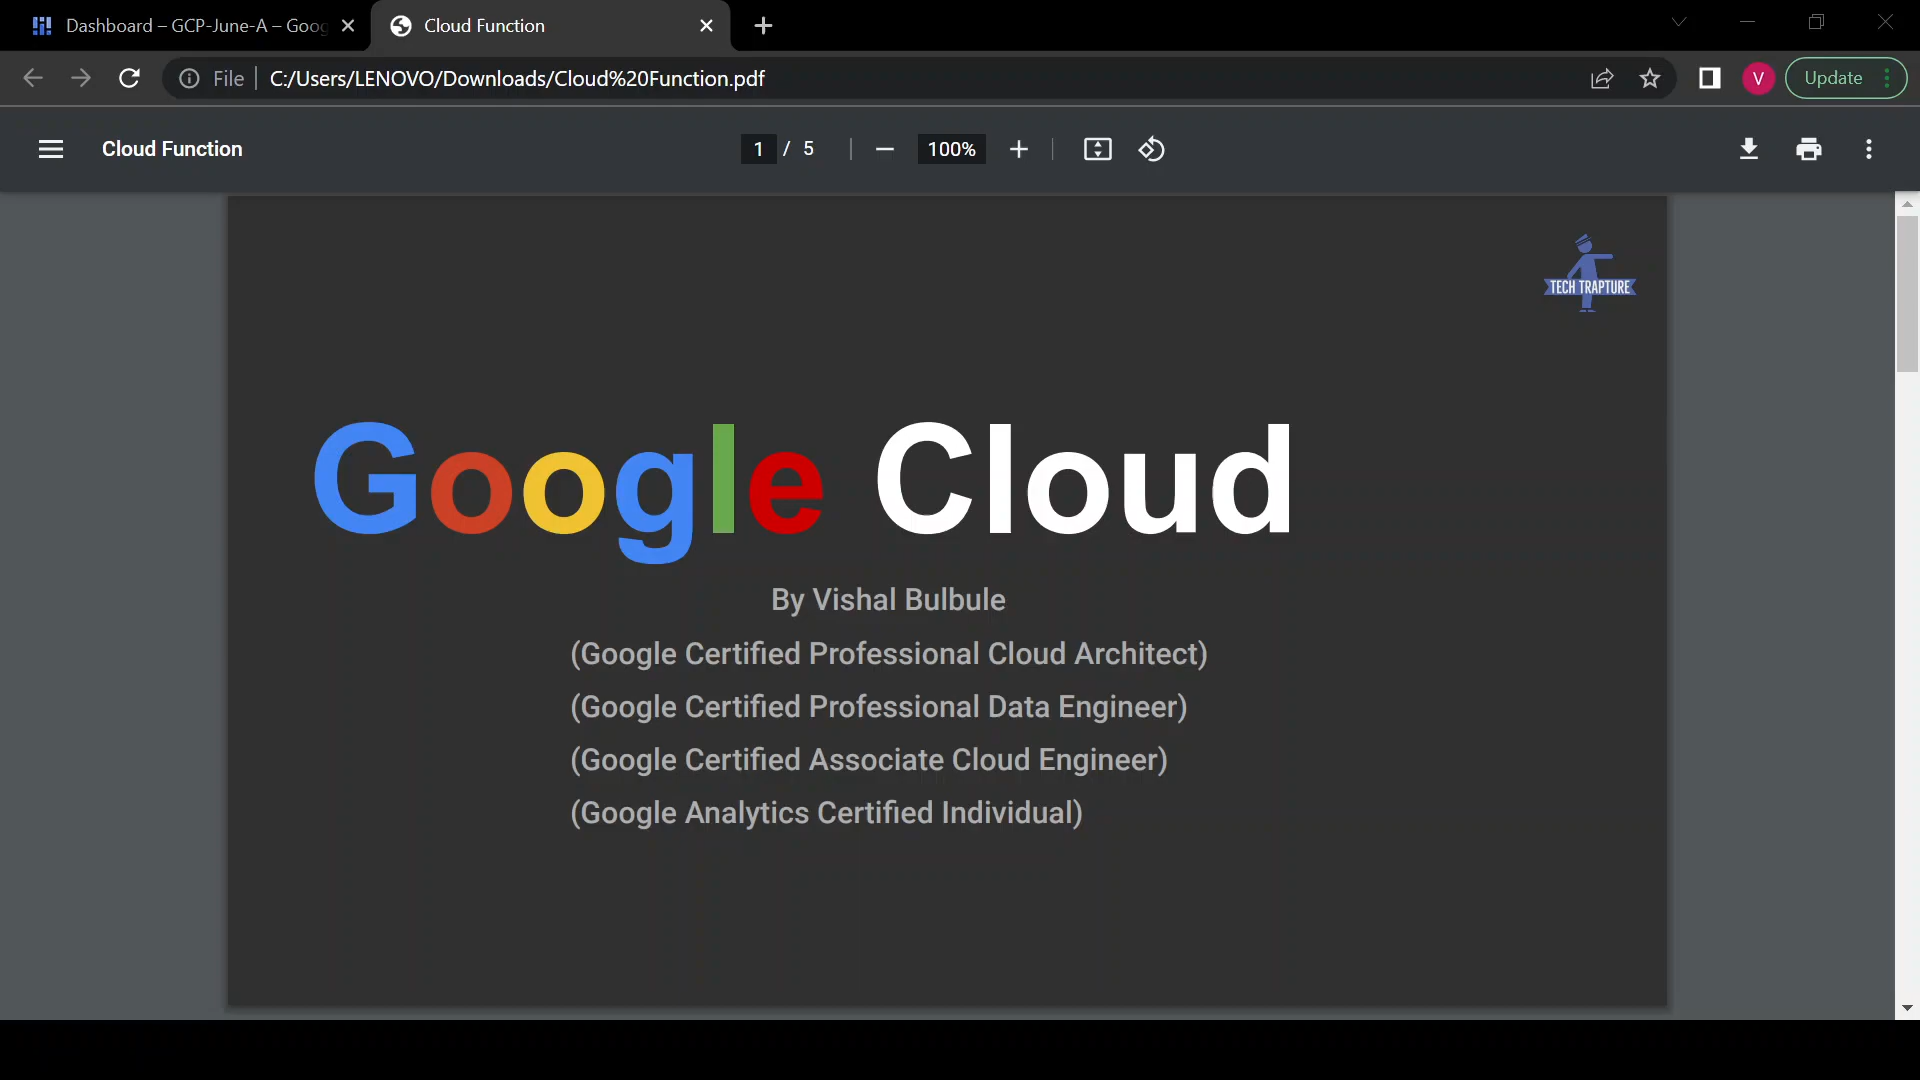 Dashboard – GCP-June-A – Goog
Cloud Function
File
C:/Users/LENOVO/Downloads/Cloud%20Function.pdf
V
Update
Cloud Function
1 / 5
100%
TECH TRAPTURE
Google Cloud
By Vishal Bulbule
(Google Certified Professional Cloud Architect)
(Google Certified Professional Data Engineer)
(Google Certified Associate Cloud Engineer)
(Google Analytics Certified Individual)